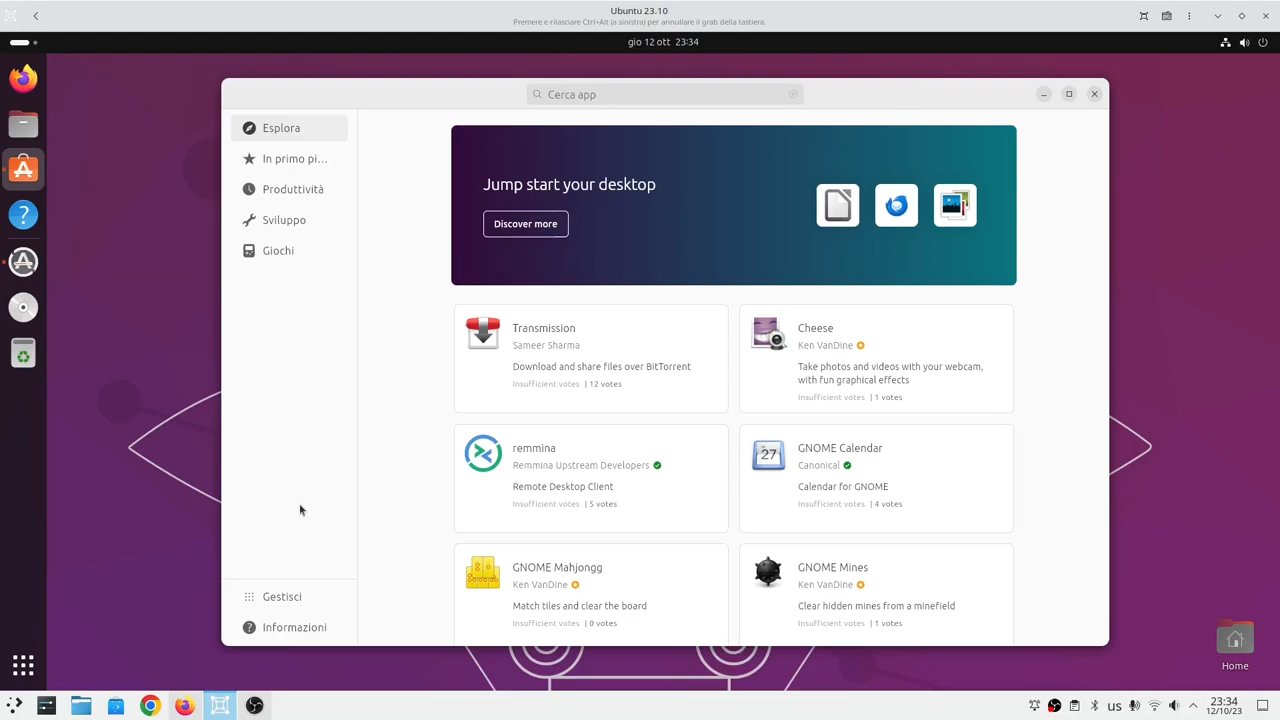 Ubuntu 23.10
Premere e rilasciare Ctrl+Alt (a sinistra) per annullare il grab della tastiera.
gio 12 ott 23:34
Cerca app
Esplora
In primo pi...
Produttività
Sviluppo
Giochi
Gestisci
Informazioni
Jump start your desktop
Discover more
Transmission
Sameer Sharma
Download and share files over BitTorrent
Insufficient votes | 12 votes
Cheese
Ken VanDine
Take photos and videos with your webcam,
with fun graphical effects
Insufficient votes | 1 votes
remmina
Remmina Upstream Developers
Remote Desktop Client
Insufficient votes | 5 votes
27
GNOME Calendar
Canonical
Calendar for GNOME
Insufficient votes | 4 votes
GNOME Mahjongg
Ken VanDine
Match tiles and clear the board
Insufficient votes | 0 votes
GNOME Mines
Ken VanDine
Clear hidden mines from a minefield
Insufficient votes | 1 votes
Home
us
23:34
12/10/23